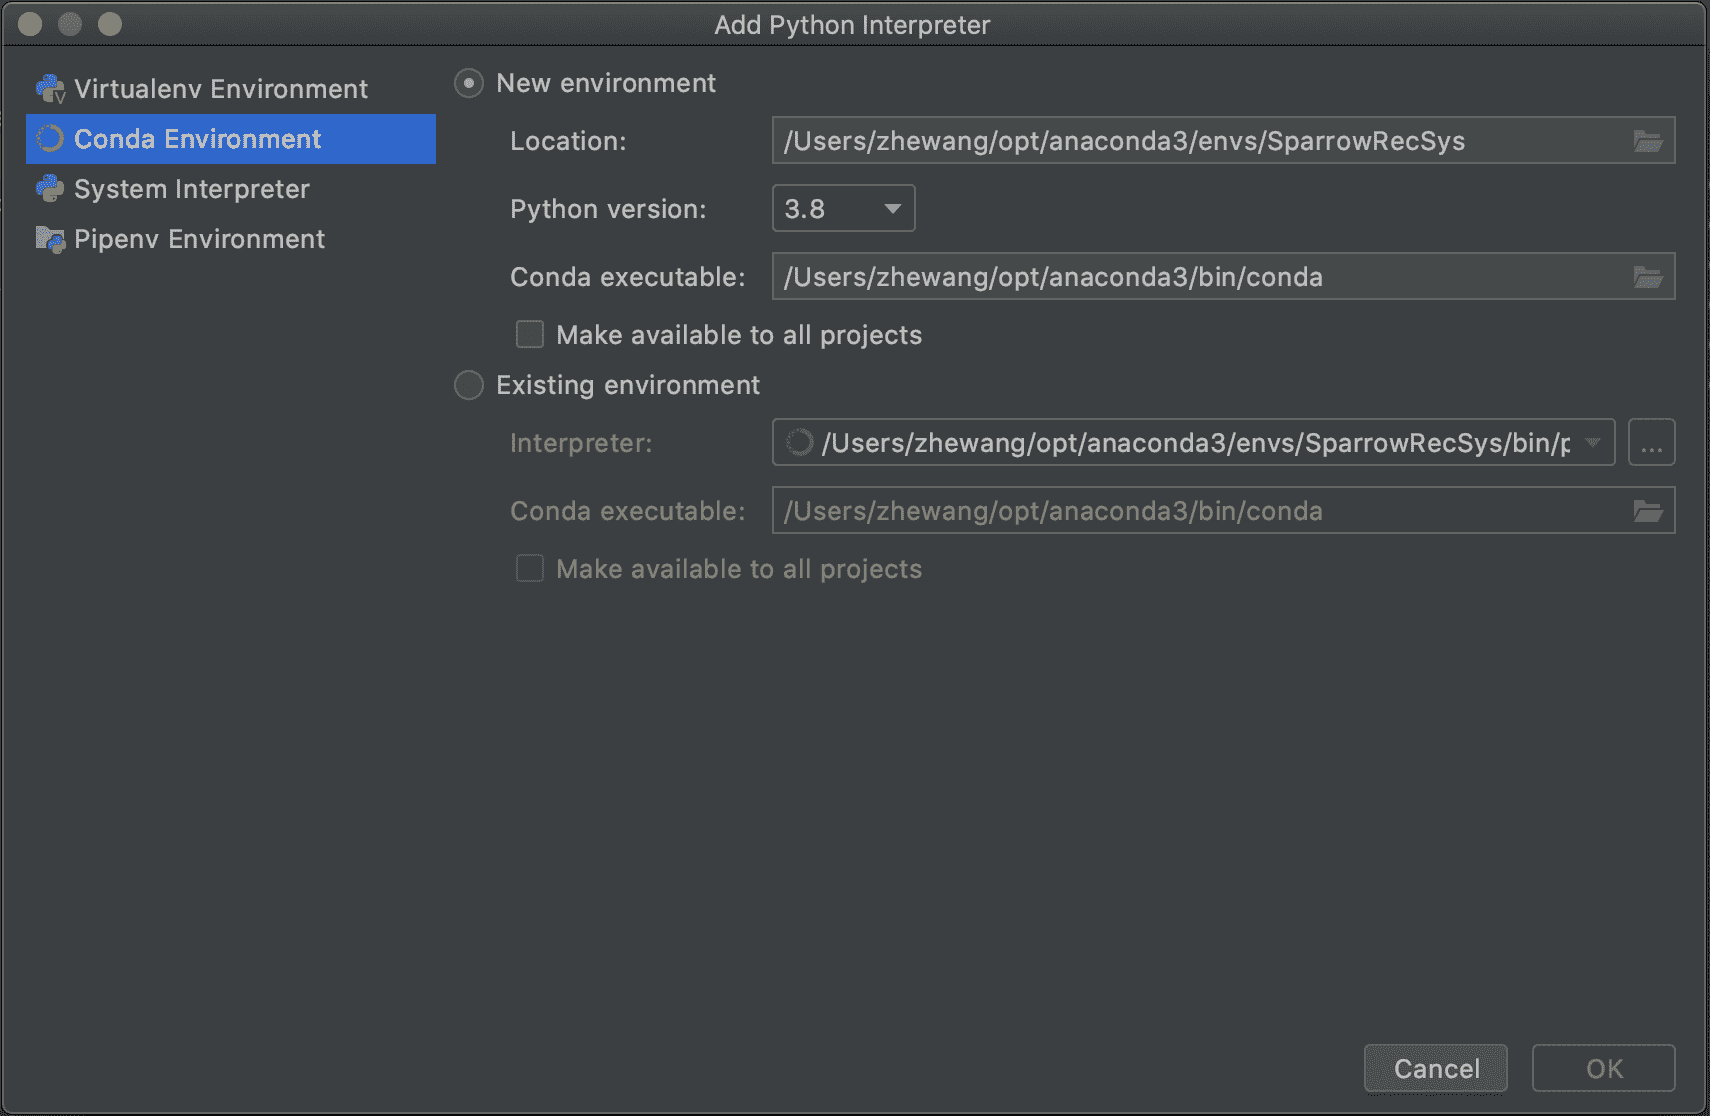 Add Python Interpreter
Virtualenv Environment
Conda Environment
System Interpreter
Pipenv Environment
New environment
Location: /Users/zhewang/opt/anaconda3/envs/SparrowRecSys
Python version: 3.8
Conda executable: /Users/zhewang/opt/anaconda3/bin/conda
Make available to all projects
Existing environment
Interpreter: /Users/zhewang/opt/anaconda3/envs/SparrowRecSys/bin/p ...
Conda executable: /Users/zhewang/opt/anaconda3/bin/conda
Make available to all projects
Cancel OK